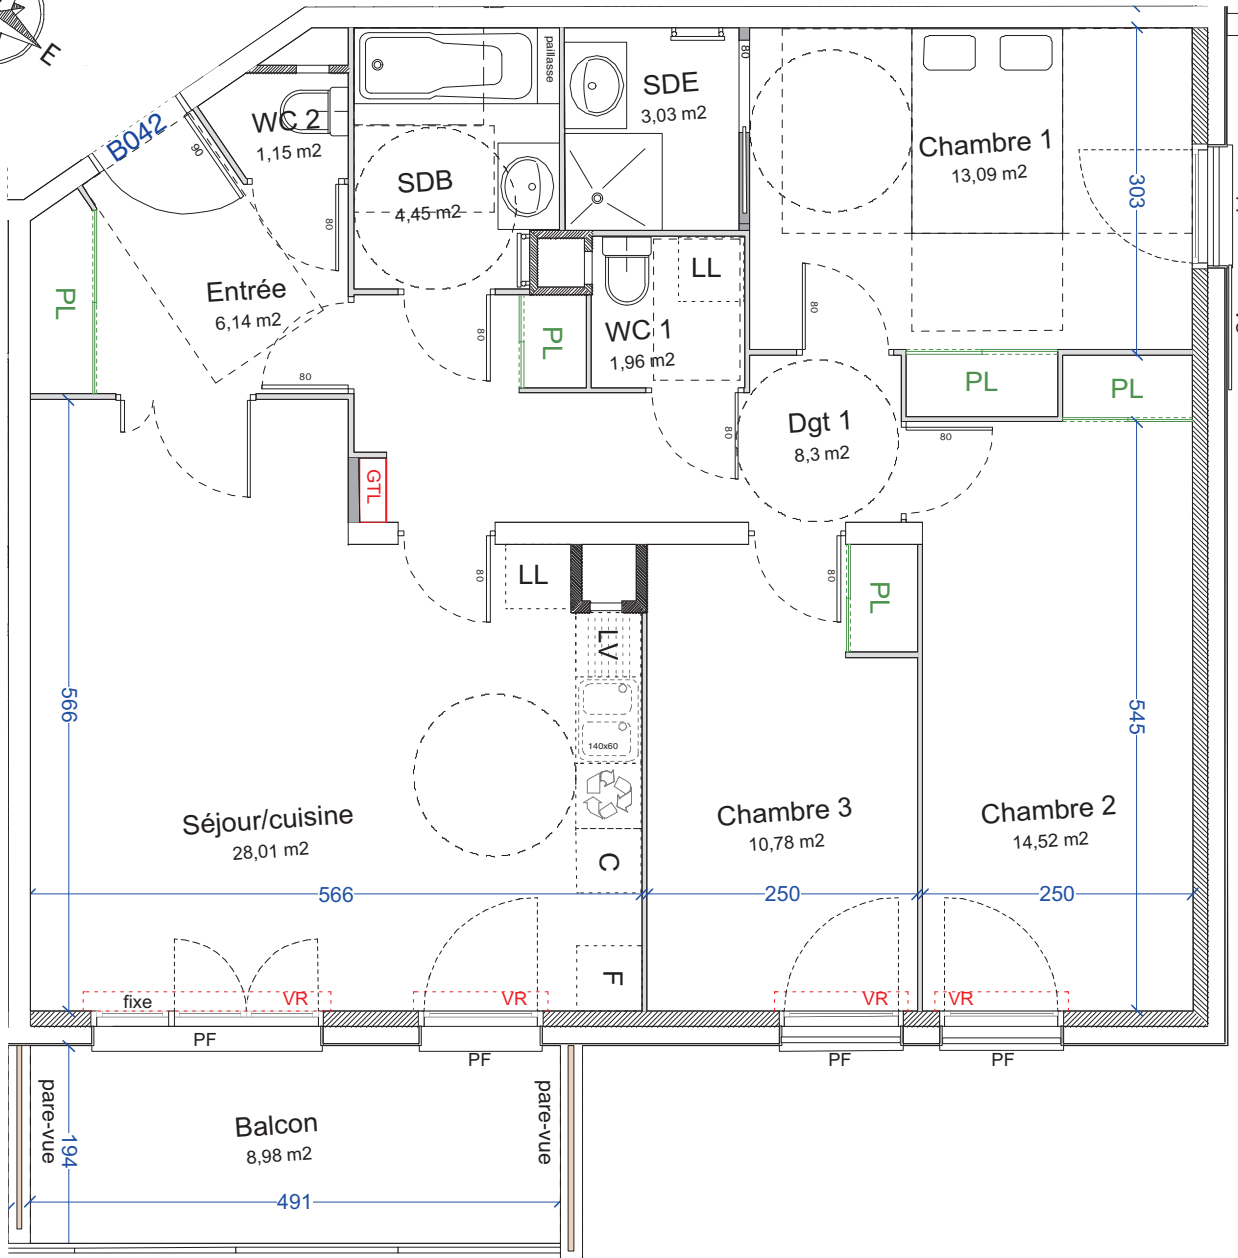 E
B042
90
WC 2
1,15 m2
80
paillasse
SDB
4,45 m2
SDE
3,03 m2
80
Chambre 1
13,09 m2
303
PL
Entrée
6,14 m2
80
80
PL
WC 1
1,96 m2
LL
80
80
PL
PL
Dgt 1
8,3 m2
80
GTL
80
LL
LV
140x60
C
F
80
PL
566
545
Séjour/cuisine
28,01 m2
Chambre 3
10,78 m2
Chambre 2
14,52 m2
566
250
250
fixe
VR
VR
VR
VR
PF
PF
PF
PF
pare-vue
194
Balcon
8,98 m2
pare-vue
491